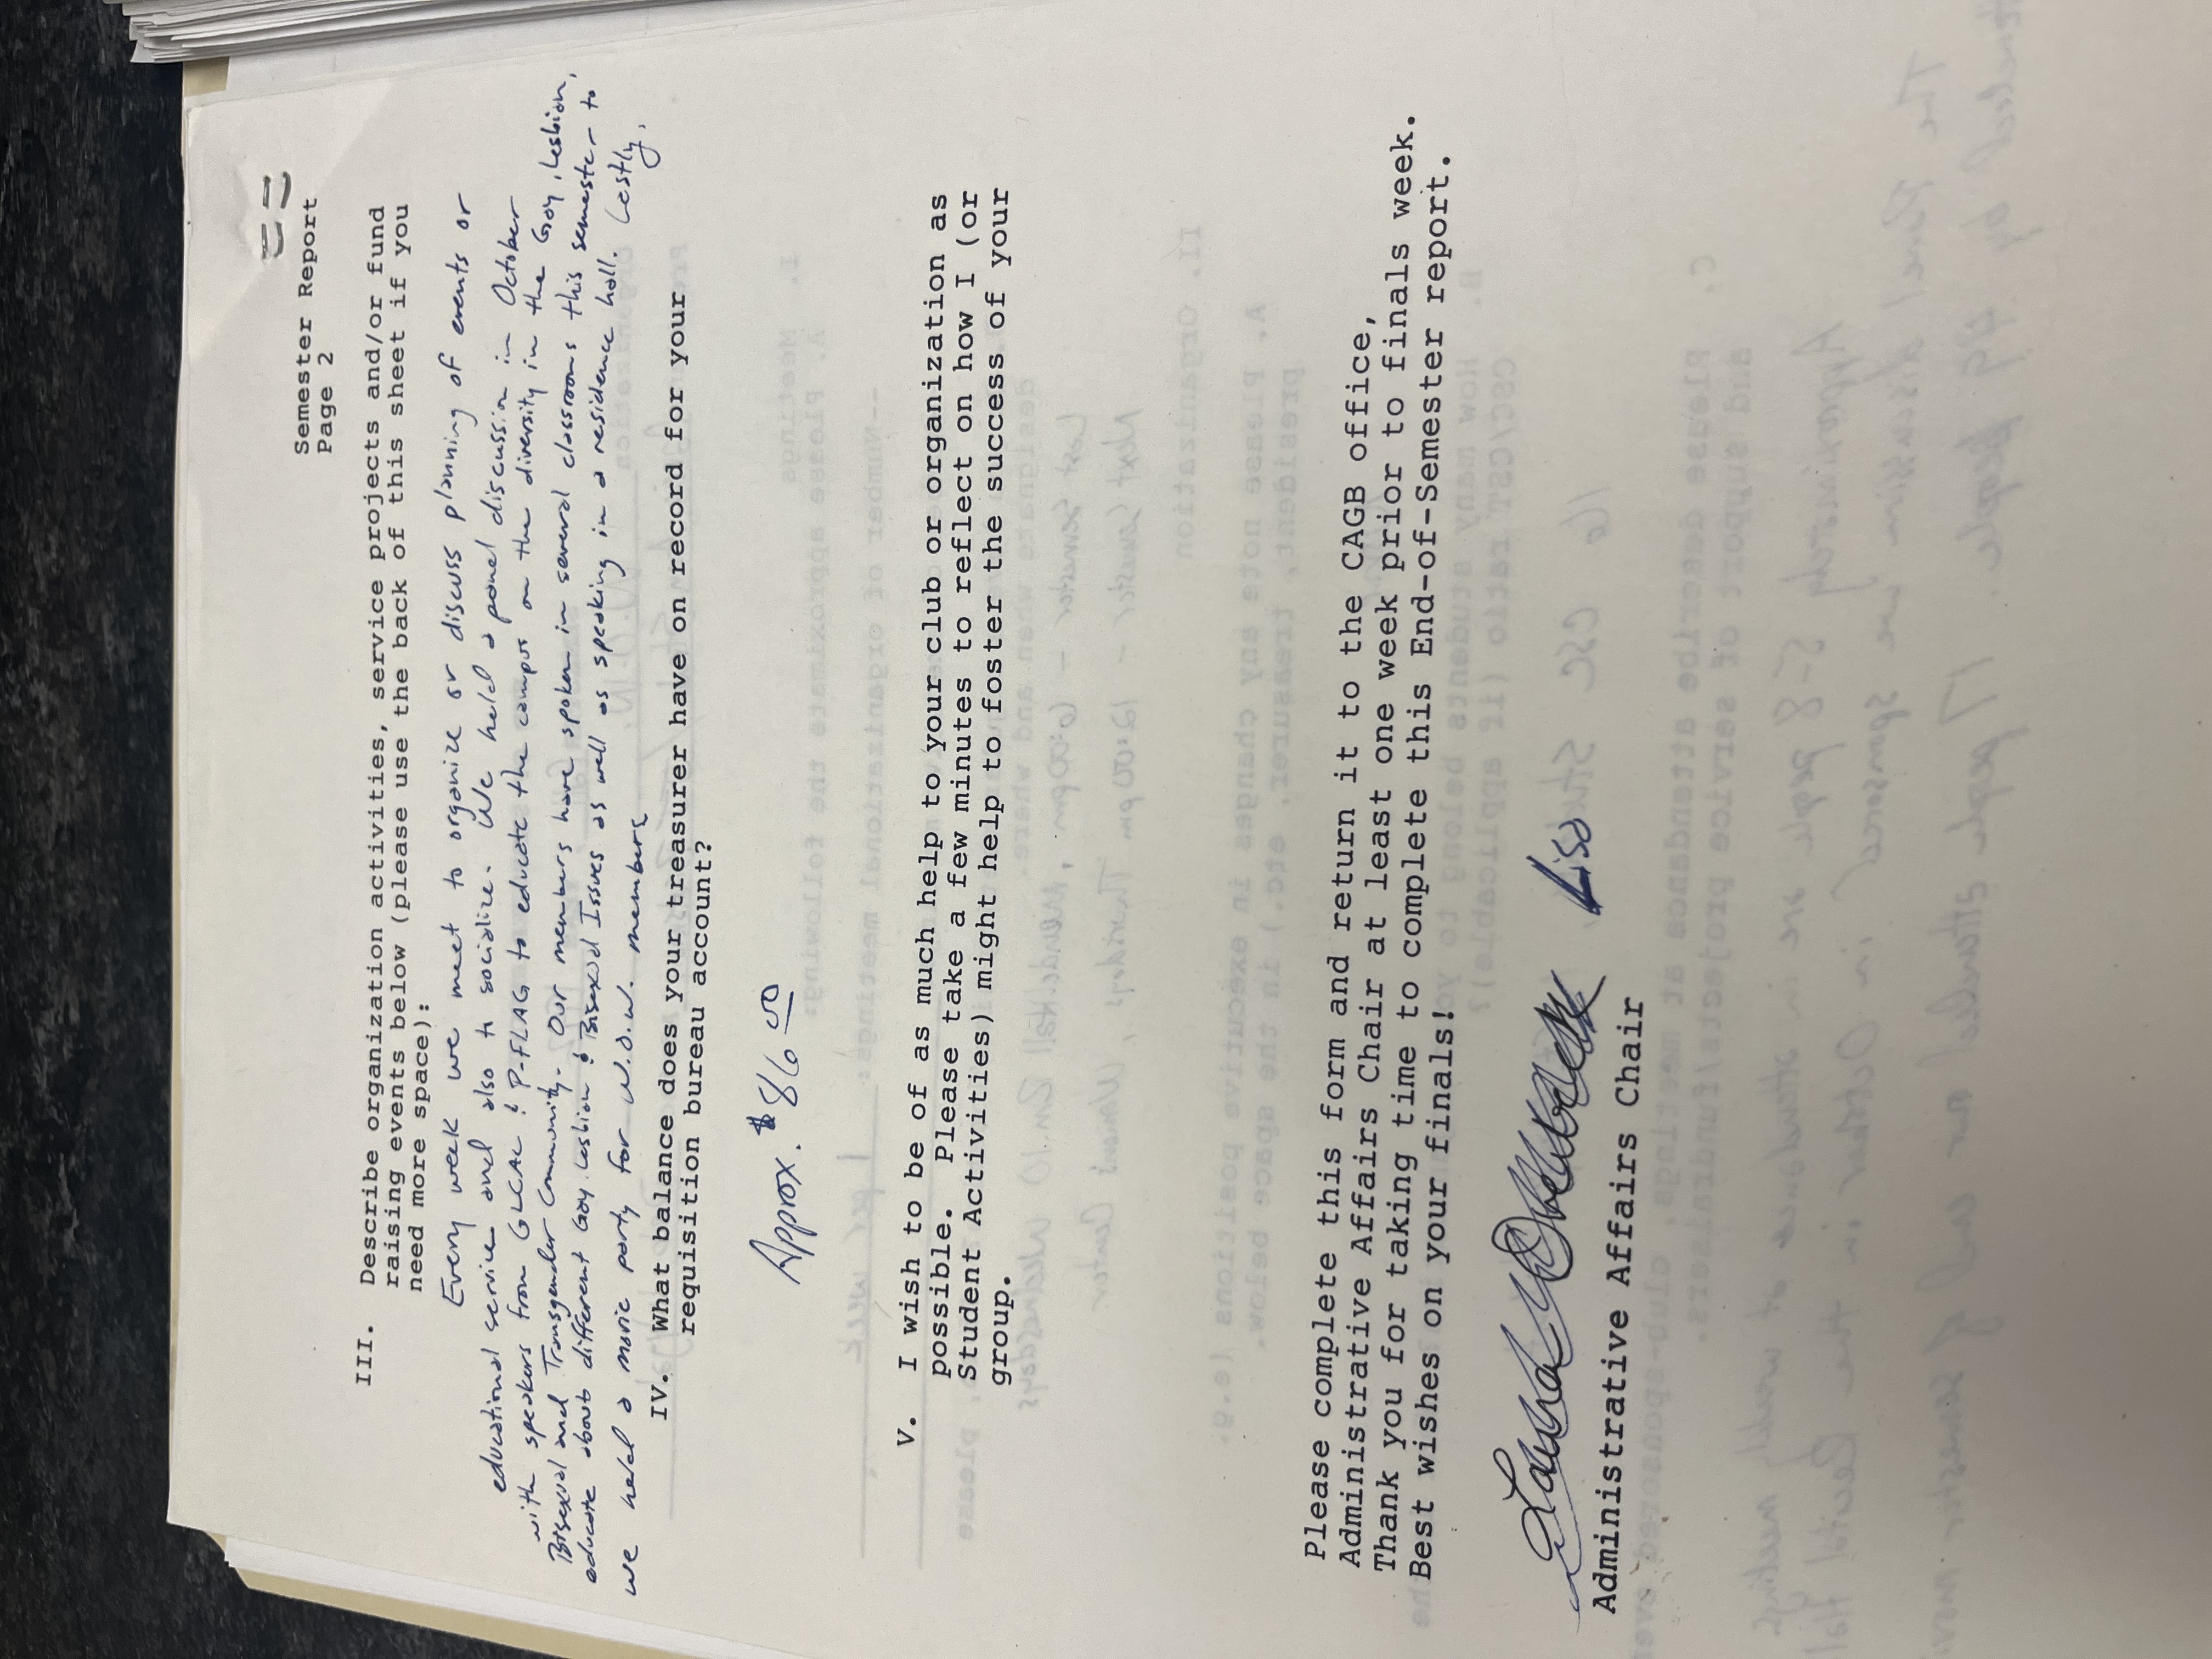 Semester Report
Page 2
III. Describe organization activities, service projects and/or fund
raising events below (please use the back of this sheet if you
need more space):
Every week we meet to organize or discuss planning of events or
educational service and also to socialize. We held a panel discussion in October
with speakers from GLCAC & P-FLAG to educate the campus on the diversity in the Gay, Lesbian,
Bisexual and Transgender Community. Our members have spoken in several classrooms this semester to
educate about different Gay Lesbian & Bisexual Issues as well as speaking in a residence hall. Lastly,
we held a movie party for W.O.W. members
IV. What balance does your treasurer have on record for your
requisition bureau account?
Approx. $86 00
V. I wish to be of as much help to your club or organization as
possible. Please take a few minutes to reflect on how I (or
Student Activities) might help to foster the success of your
group.
Please complete this form and return it to the CAGB office,
Administrative Affairs Chair at least one week prior to finals week.
Thank you for taking time to complete this End-of-Semester report.
Best wishes on your finals!
Laura Lisa
Administrative Affairs Chair